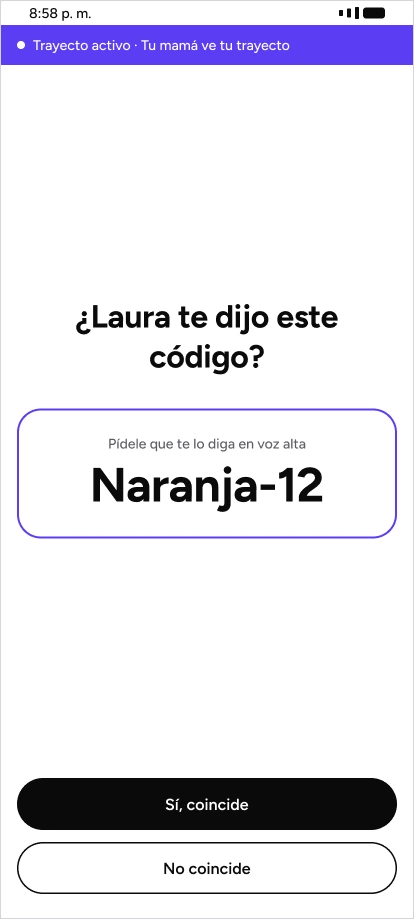 8:58 p. m.
Trayecto activo · Tu mamá ve tu trayecto
¿Laura te dijo este
código?
Pídele que te lo diga en voz alta
Naranja-12
Sí, coincide
No coincide